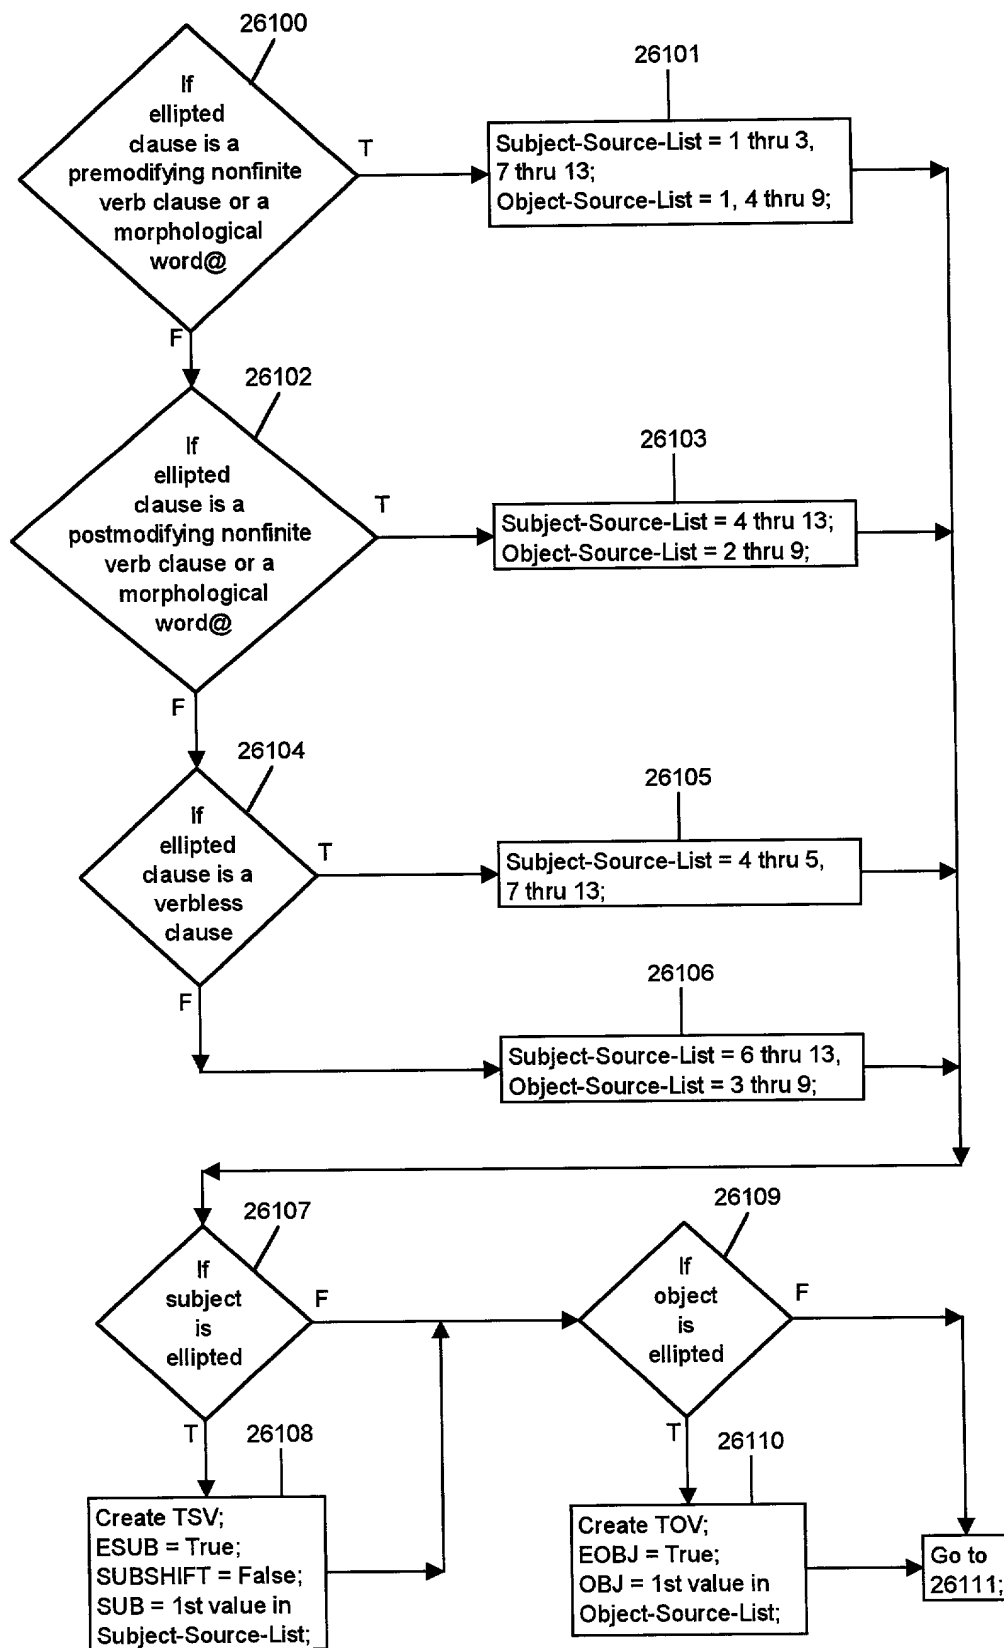 26100
If
ellipted
clause is a
premodifying nonfinite
verb clause or a
morphological
word@
T
F
26101
Subject-Source-List = 1 thru 3,
7 thru 13;
Object-Source-List = 1, 4 thru 9;
26102
If
ellipted
clause is a
postmodifying nonfinite
verb clause or a
morphological
word@
T
F
26103
Subject-Source-List = 4 thru 13;
Object-Source-List = 2 thru 9;
26104
If
ellipted
clause is a
verbless
clause
T
F
26105
Subject-Source-List = 4 thru 5,
7 thru 13;
26106
Subject-Source-List = 6 thru 13,
Object-Source-List = 3 thru 9;
26107
If
subject
is
ellipted
F
T
26108
Create TSV;
ESUB = True;
SUBSHIFT = False;
SUB = 1st value in
Subject-Source-List;
26109
If
object
is
ellipted
F
T
26110
Create TOV;
EOBJ = True;
OBJ = 1st value in
Object-Source-List;
Go to
26111;